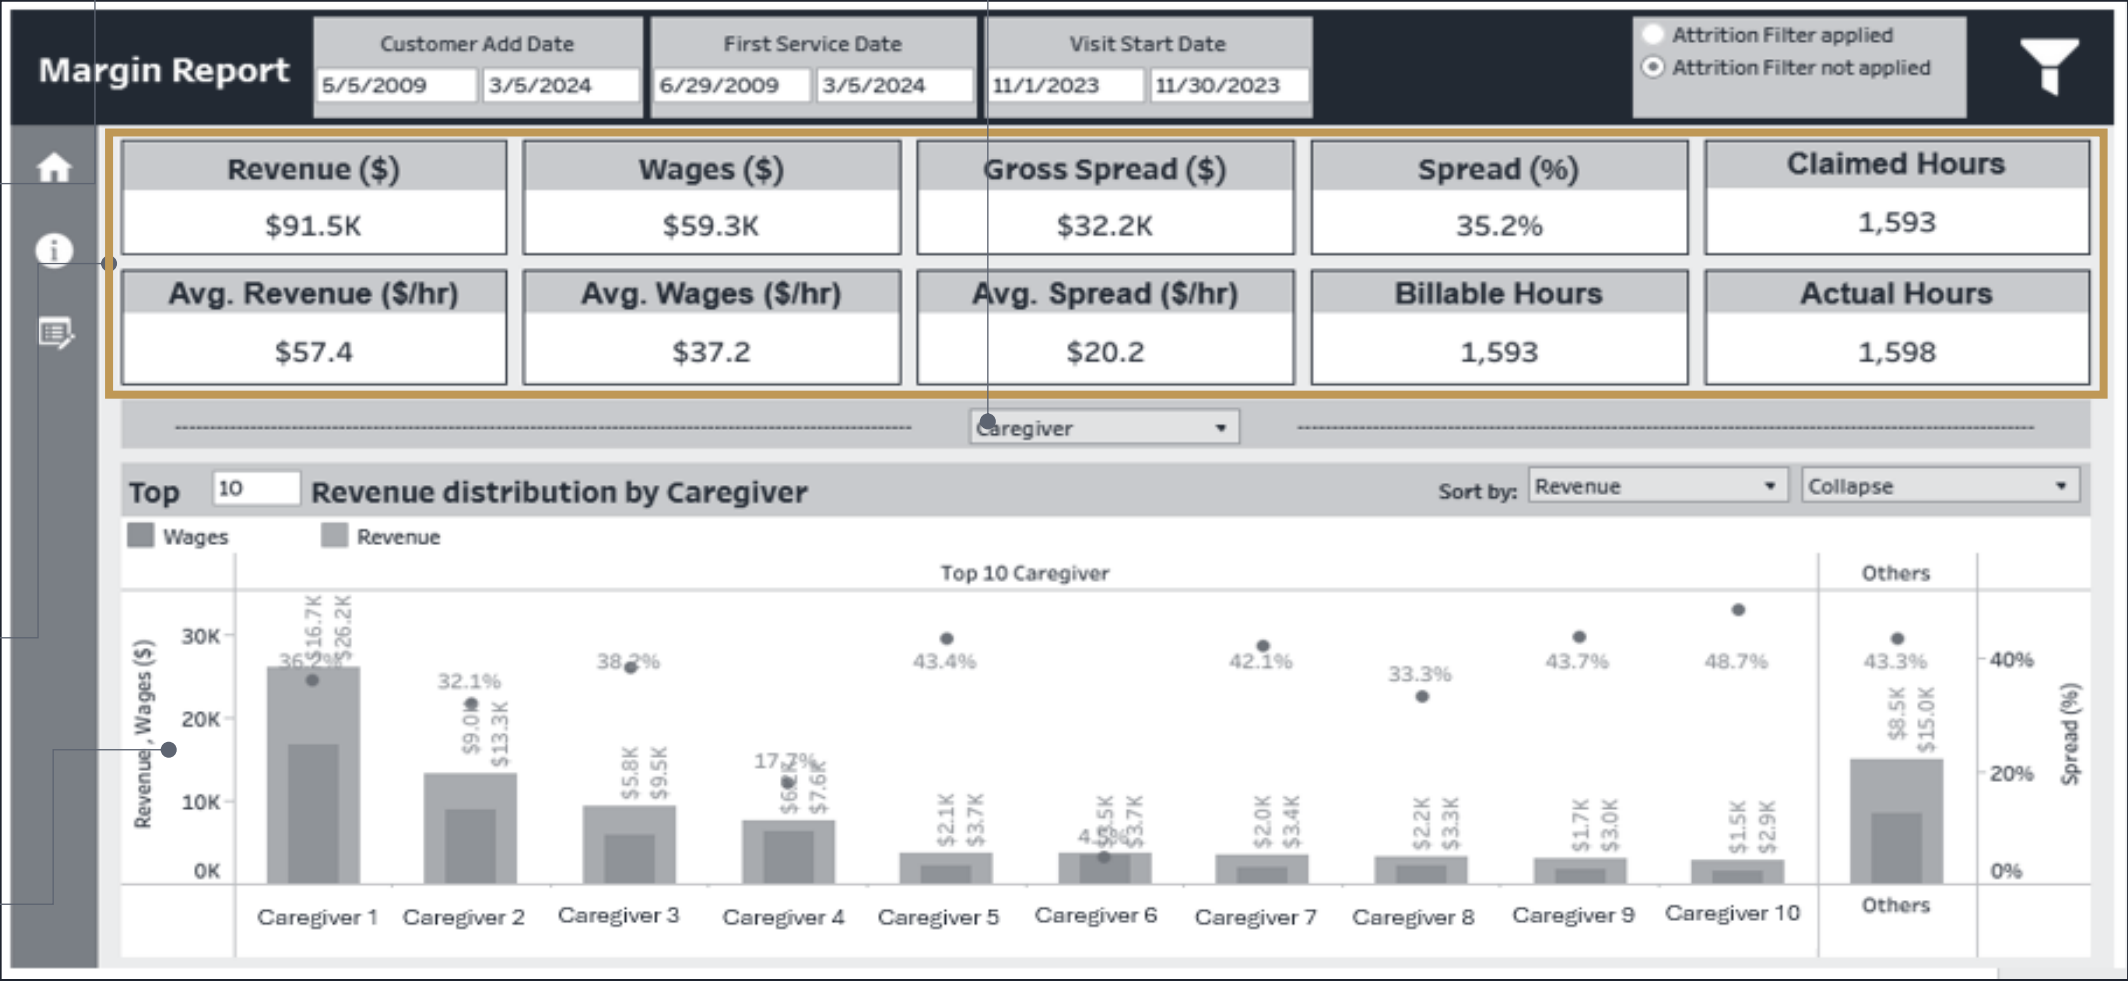 Margin Report
Customer Add Date
5/5/2009 3/5/2024
First Service Date
6/29/2009 3/5/2024
Visit Start Date
11/1/2023 11/30/2023
Attrition Filter applied
Attrition Filter not applied
Revenue ($) Wages ($) Gross Spread ($) Spread (%) Claimed Hours
$91.5K $59.3K $32.2K 35.2% 1,593
Avg. Revenue ($/hr) Avg. Wages ($/hr) Avg. Spread ($/hr) Billable Hours Actual Hours
$57.4 $37.2 $20.2 1,593 1,598
Caregiver
Top 10 Revenue distribution by Caregiver
Sort by: Revenue Collapse
Wages Revenue
Top 10 Caregiver Others
Revenue, Wages ($)
30K
20K
10K
0K
$16.7K $26.2K
36.2%
32.1%
$9.0K $13.3K
38.2%
$5.8K $9.5K
17.7%
$7.6K
43.4%
$2.1K $3.7K
$3.5K $3.7K
42.1%
$2.0K $3.4K
33.3%
$2.2K $3.3K
43.7%
$1.7K $3.0K
48.7%
$1.5K $2.9K
43.3%
$8.5K $15.0K
40%
20%
0%
Spread (%)
Caregiver 1 Caregiver 2 Caregiver 3 Caregiver 4 Caregiver 5 Caregiver 6 Caregiver 7 Caregiver 8 Caregiver 9 Caregiver 10 Others